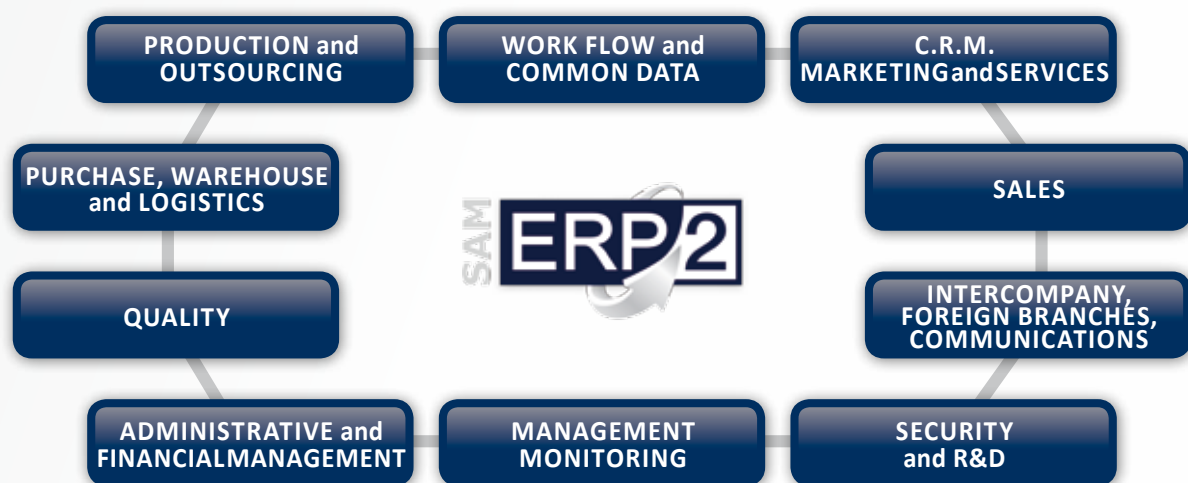 PRODUCTION and
OUTSOURCING
WORK FLOW and
COMMON DATA
C.R.M.
MARKETINGandSERVICES
PURCHASE, WAREHOUSE
and LOGISTICS
SALES
SAM
ERP2
QUALITY
INTERCOMPANY,
FOREIGN BRANCHES,
COMMUNICATIONS
ADMINISTRATIVE and
FINANCIALMANAGEMENT
MANAGEMENT
MONITORING
SECURITY
and R&D